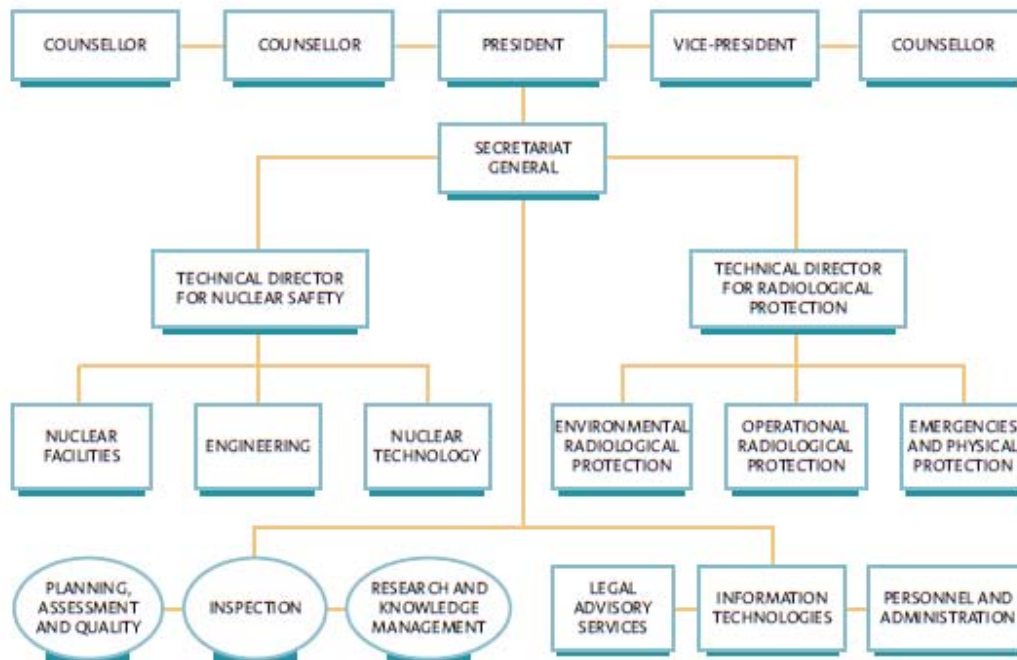 COUNSELLOR
COUNSELLOR
PRESIDENT
VICE-PRESIDENT
COUNSELLOR
SECRETARIAT
GENERAL
TECHNICAL DIRECTOR
FOR NUCLEAR SAFETY
TECHNICAL DIRECTOR
FOR RADIOLOGICAL
PROTECTION
NUCLEAR
FACILITIES
ENGINEERING
NUCLEAR
TECHNOLOGY
ENVIRONMENTAL
RADIOLOGICAL
PROTECTION
OPERATIONAL
RADIOLOGICAL
PROTECTION
EMERGENCIES
AND PHYSICAL
PROTECTION
PLANNING,
ASSESSMENT
AND QUALITY
INSPECTION
RESEARCH AND
KNOWLEDGE
MANAGEMENT
LEGAL
ADVISORY
SERVICES
INFORMATION
TECHNOLOGIES
PERSONNEL AND
ADMINISTRATION